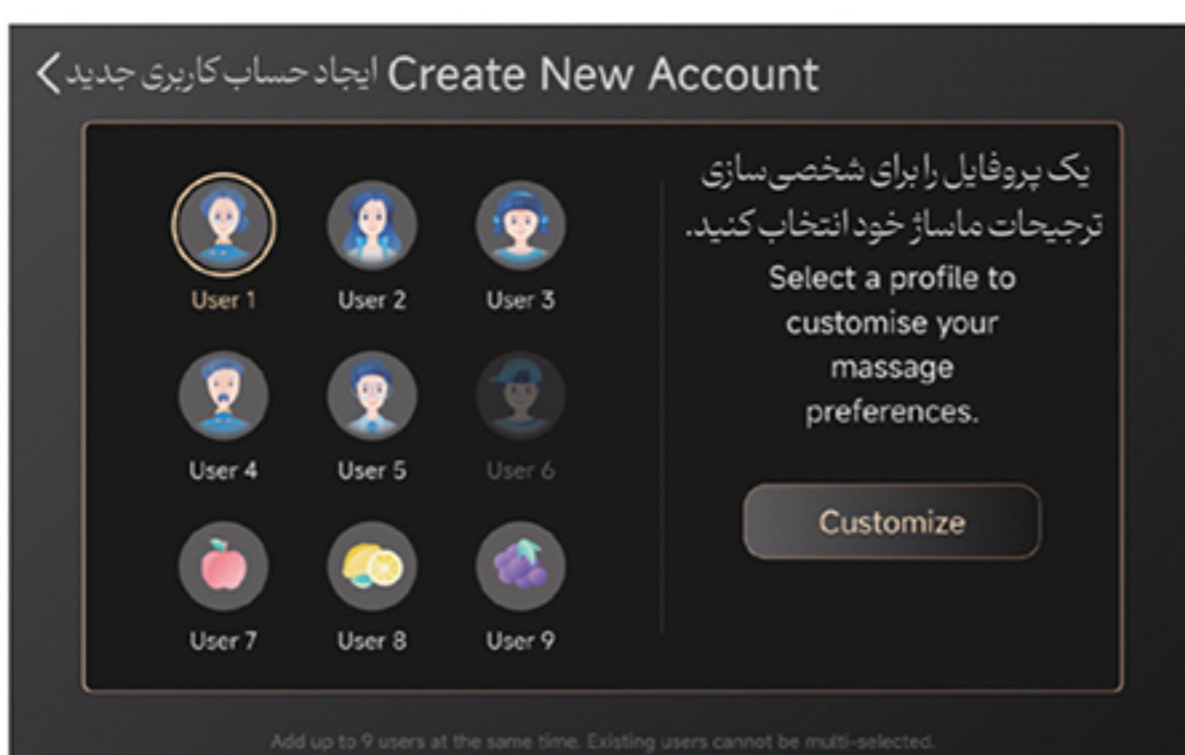 ایجاد حساب کاربری جدید Create New Account
یک پروفایل را برای شخصی‌سازی
ترجیحات ماساژ خود انتخاب کنید.
Select a profile to
customise your
massage
preferences.
Customize
User 1 User 2 User 3
User 4 User 5 User 6
User 7 User 8 User 9
Add up to 9 users at the same time. Existing users cannot be multi-selected.